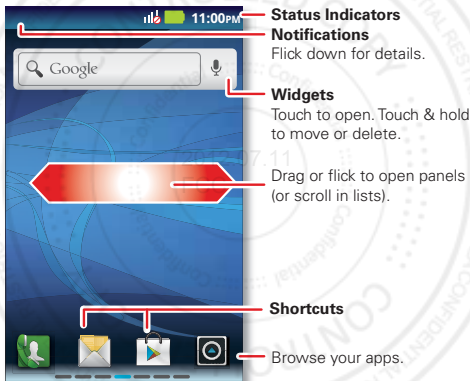 11:00PM
Status Indicators
Notifications
Flick down for details.
Google
Widgets
Touch to open. Touch & hold
to move or delete.
Drag or flick to open panels
(or scroll in lists).
Shortcuts
Browse your apps.